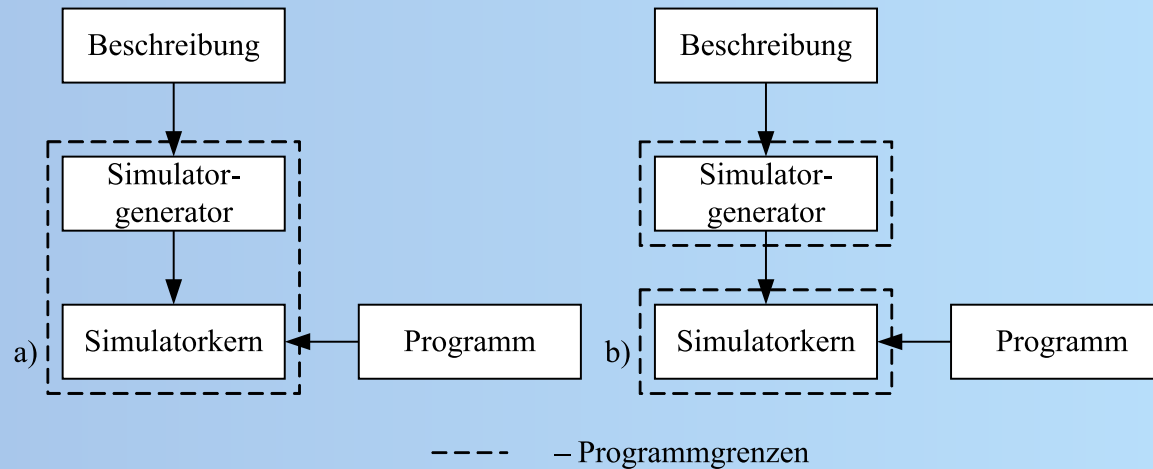 Beschreibung
Simulator-
generator
a) Simulatorkern
Programm
Beschreibung
Simulator-
generator
b) Simulatorkern
Programm
– Programmgrenzen